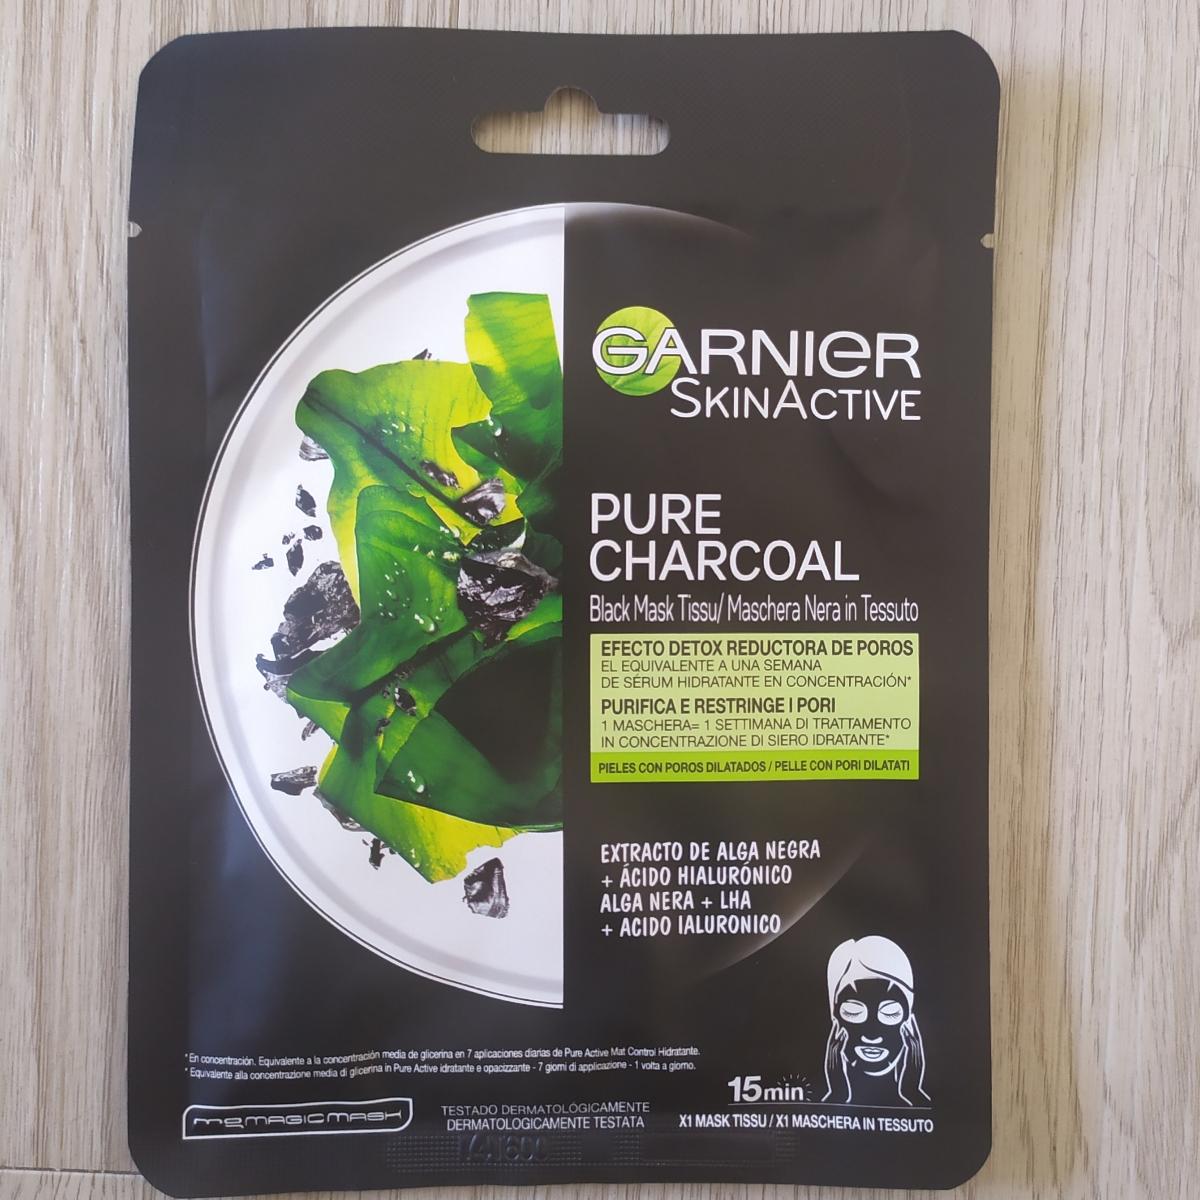 GARNIER
SKINACTIVE
PURE
CHARCOAL
Black Mask Tissu/ Maschera Nera in Tessuto
EFECTO DETOX REDUCTORA DE POROS
EL EQUIVALENTE A UNA SEMANA
DE SÉRUM HIDRATANTE EN CONCENTRACIÓN*
PURIFICA E RESTRINGE I PORI
1 MASCHERA= 1 SETTIMANA DI TRATTAMENTO
IN CONCENTRAZIONE DI SIERO IDRATANTE*
PIELES CON POROS DILATADOS / PELLE CON PORI DILATATI
EXTRACTO DE ALGA NEGRA
+ ÁCIDO HIALURÓNICO
ALGA NERA + LHA
+ ACIDO IALURONICO
*En concentración. Equivalente a la concentración media de glicerina en 7 aplicaciones diarias de Pure Active Mat Control Hidratante.
*Equivalente alla concentrazione media di glicerina in Pure Active idratante e opacizzante - 7 giorni di applicazione - 1 volta a giorno.
MAGIC MASK
TESTADO DERMATOLÓGICAMENTE
DERMATOLOGICAMENTE TESTATA
15min
X1 MASK TISSU / X1 MASCHERA IN TESSUTO